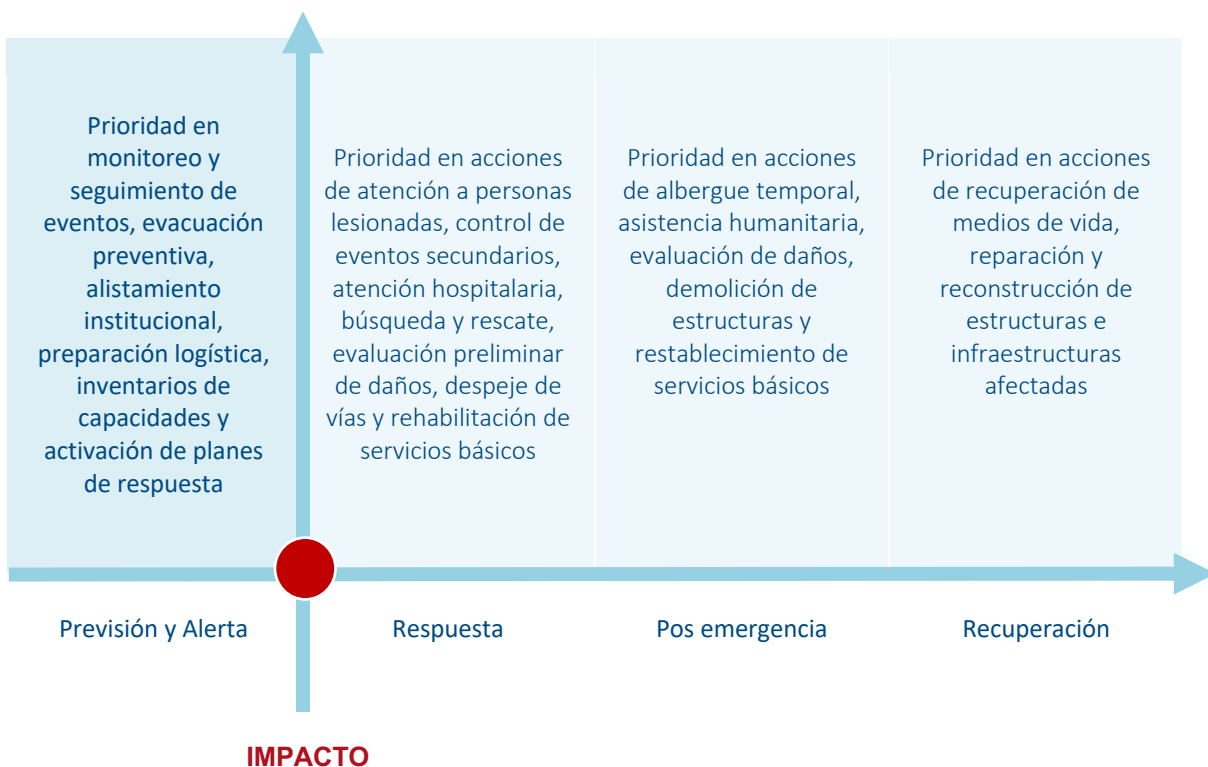 Prioridad en
monitoreo y
seguimiento de
eventos, evacuación
preventiva,
alistamiento
institucional,
preparación logística,
inventarios de
capacidades y
activación de planes
de respuesta
Prioridad en acciones
de atención a personas
lesionadas, control de
eventos secundarios,
atención hospitalaria,
búsqueda y rescate,
evaluación preliminar
de daños, despeje de
vías y rehabilitación de
servicios básicos
Prioridad en acciones
de albergue temporal,
asistencia humanitaria,
evaluación de daños,
demolición de
estructuras y
restablecimiento de
servicios básicos
Prioridad en acciones
de recuperación de
medios de vida,
reparación y
reconstrucción de
estructuras e
infraestructuras
afectadas
Previsión y Alerta
Respuesta
Pos emergencia
Recuperación
IMPACTO